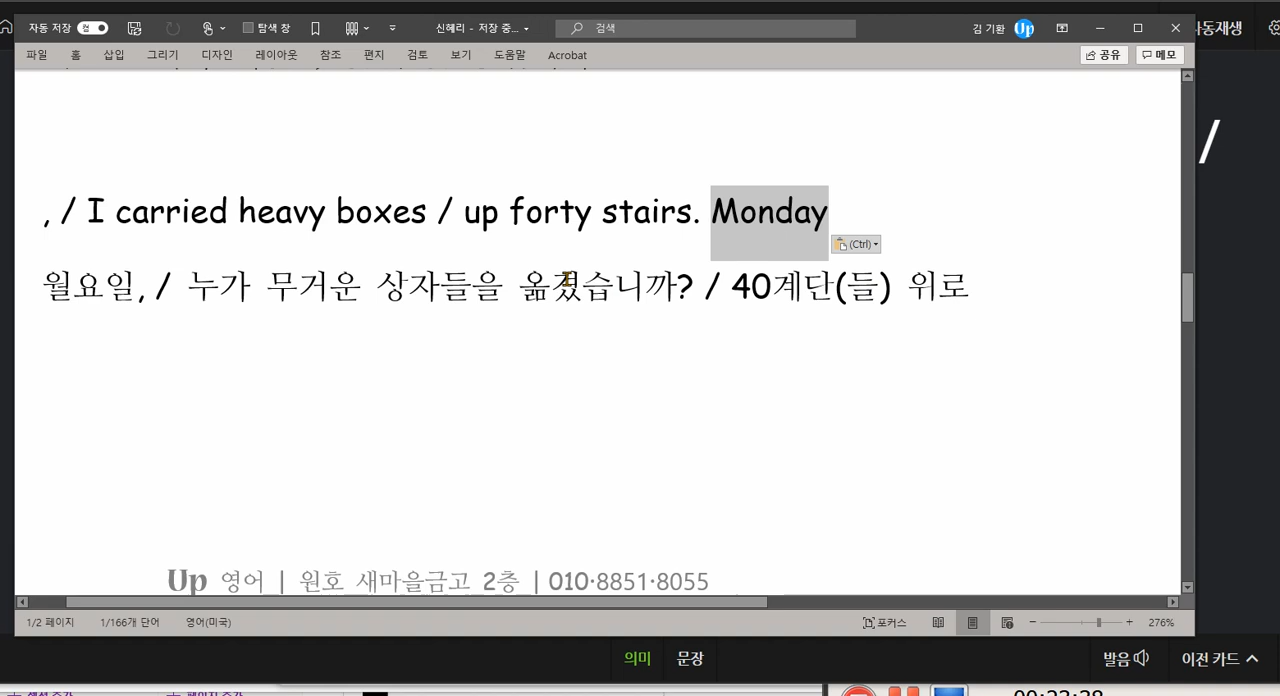 자동 저장 켬 탐색 창 신혜리 - 저장 중... 검색 김 기환 Up 자동재생
파일 홈 삽입 그리기 디자인 레이아웃 참조 편지 검토 보기 도움말 Acrobat 공유 메모
/
, / I carried heavy boxes / up forty stairs. Monday
(Ctrl)
월요일, / 누가 무거운 상자들을 옮겼습니까? / 40계단(들) 위로
Up 영어 | 원호 새마을금고 2층 | 010·8851·8055
1/2 페이지 1/166개 단어 영어(미국) 포커스 276%
의미 문장 발음 이전 카드